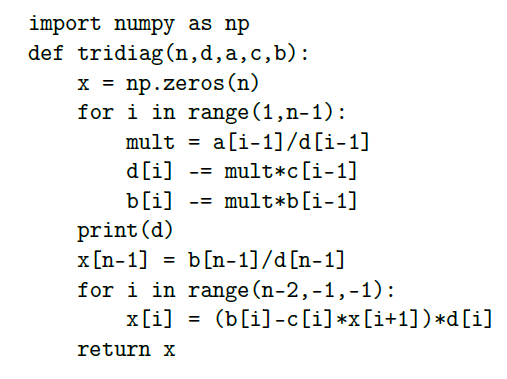 import numpy as np
def tridiag(n,d,a,c,b):
    x = np.zeros(n)
    for i in range(1,n-1):
        mult = a[i-1]/d[i-1]
        d[i] -= mult*c[i-1]
        b[i] -= mult*b[i-1]
    print(d)
    x[n-1] = b[n-1]/d[n-1]
    for i in range(n-2,-1,-1):
        x[i] = (b[i]-c[i]*x[i+1])*d[i]
    return x